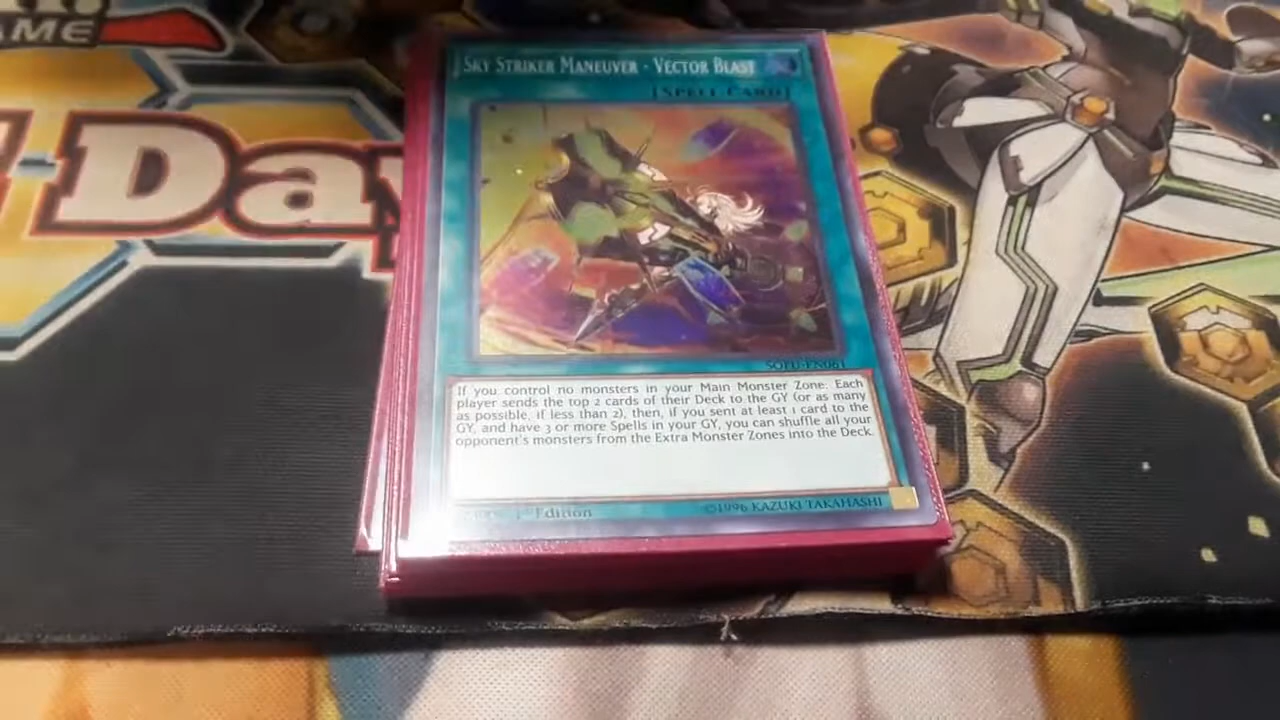 AME
Day
SKY STRIKER MANEUVER - VECTOR BLAST
[SPELL CARD]
SOFU-EN061
If you control no monsters in your Main Monster Zone: Each
player sends the top 2 cards of their Deck to the GY (or as many
as possible, if less than 2), then, if you sent at least 1 card to the
GY, and have 3 or more Spells in your GY, you can shuffle all your
opponent's monsters from the Extra Monster Zones into the Deck.
1st Edition
©1996 KAZUKI TAKAHASHI